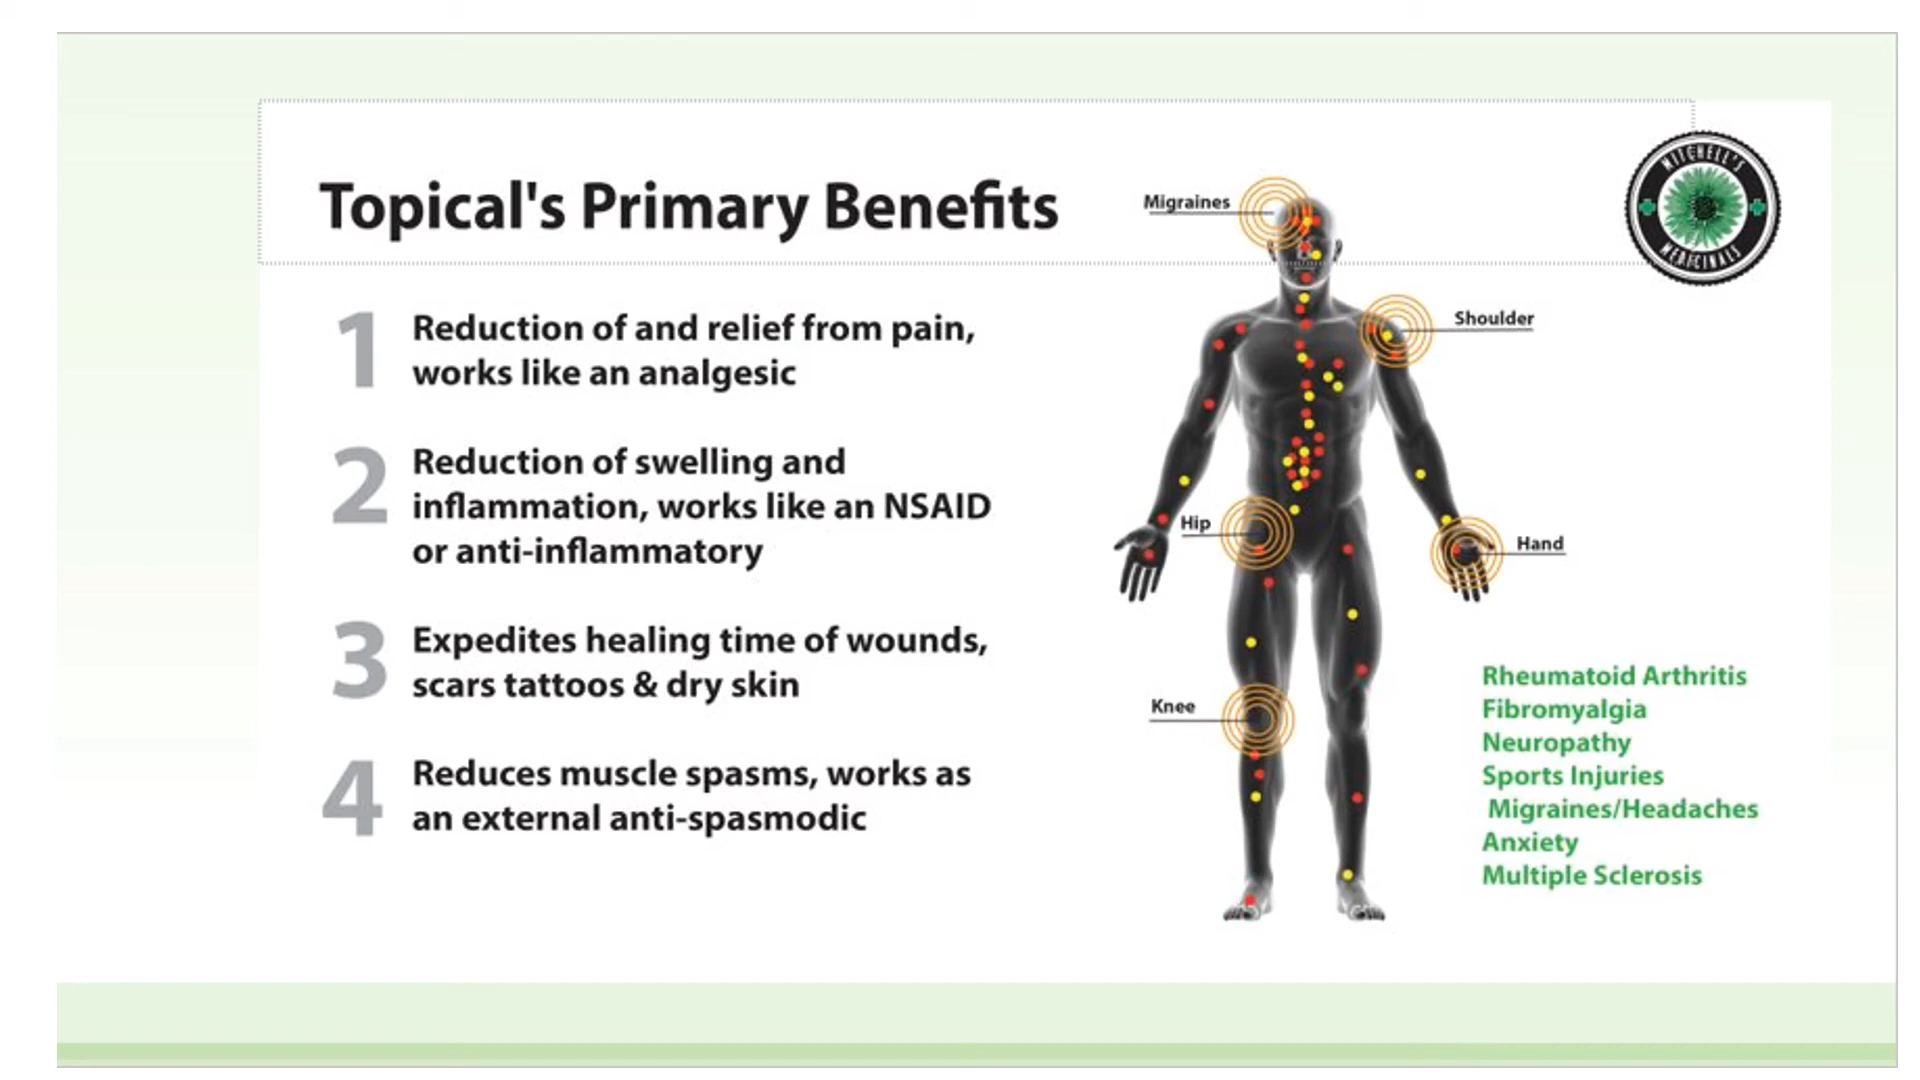 Topical's Primary Benefits
1
Reduction of and relief from pain,
works like an analgesic
2
Reduction of swelling and
inflammation, works like an NSAID
or anti-inflammatory
3
Expedites healing time of wounds,
scars tattoos & dry skin
4
Reduces muscle spasms, works as
an external anti-spasmodic
Migraines
Shoulder
Hip
Hand
Knee
MITCHELL'S
MEDICINALS
Rheumatoid Arthritis
Fibromyalgia
Neuropathy
Sports Injuries
Migraines/Headaches
Anxiety
Multiple Sclerosis